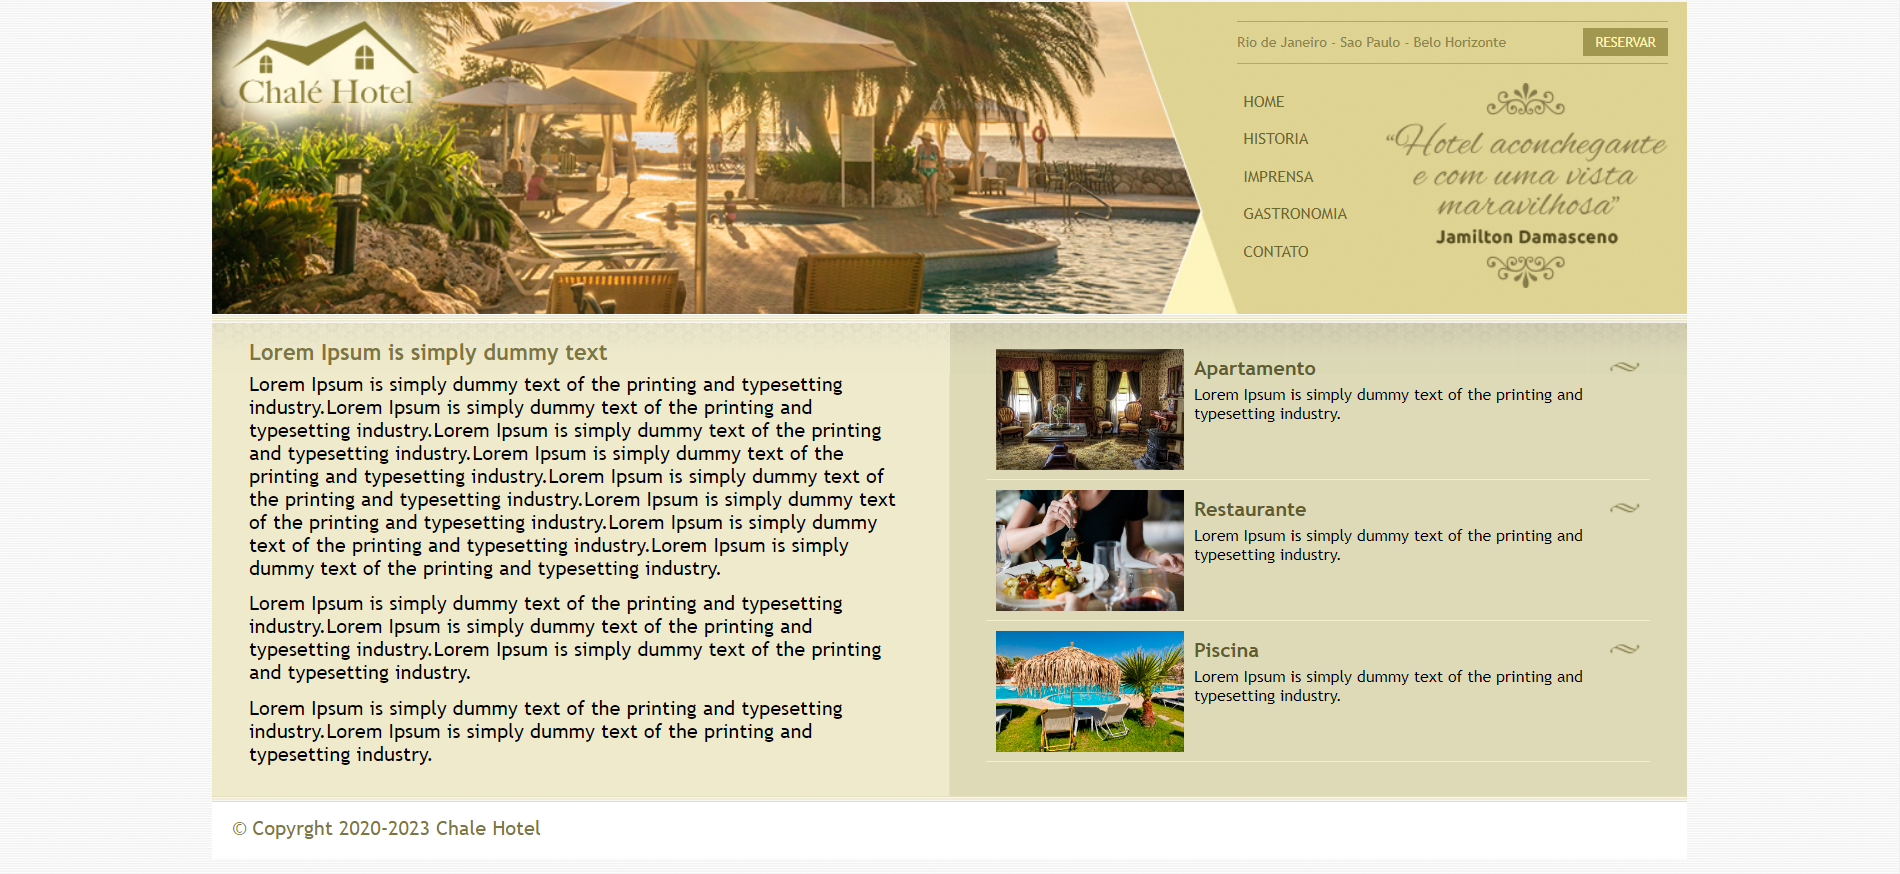 Chalé Hotel
Rio de Janeiro - Sao Paulo - Belo Horizonte
RESERVAR
HOME
HISTORIA
IMPRENSA
GASTRONOMIA
CONTATO
“Hotel aconchegante
e com uma vista
maravilhosa”
Jamilton Damasceno
Lorem Ipsum is simply dummy text
Lorem Ipsum is simply dummy text of the printing and typesetting
industry.Lorem Ipsum is simply dummy text of the printing and
typesetting industry.Lorem Ipsum is simply dummy text of the printing
and typesetting industry.Lorem Ipsum is simply dummy text of the
printing and typesetting industry.Lorem Ipsum is simply dummy text of
the printing and typesetting industry.Lorem Ipsum is simply dummy text
of the printing and typesetting industry.Lorem Ipsum is simply dummy
text of the printing and typesetting industry.Lorem Ipsum is simply
dummy text of the printing and typesetting industry.
Lorem Ipsum is simply dummy text of the printing and typesetting
industry.Lorem Ipsum is simply dummy text of the printing and
typesetting industry.Lorem Ipsum is simply dummy text of the printing
and typesetting industry.
Lorem Ipsum is simply dummy text of the printing and typesetting
industry.Lorem Ipsum is simply dummy text of the printing and
typesetting industry.
Apartamento
Lorem Ipsum is simply dummy text of the printing and
typesetting industry.
Restaurante
Lorem Ipsum is simply dummy text of the printing and
typesetting industry.
Piscina
Lorem Ipsum is simply dummy text of the printing and
typesetting industry.
© Copyrght 2020-2023 Chale Hotel